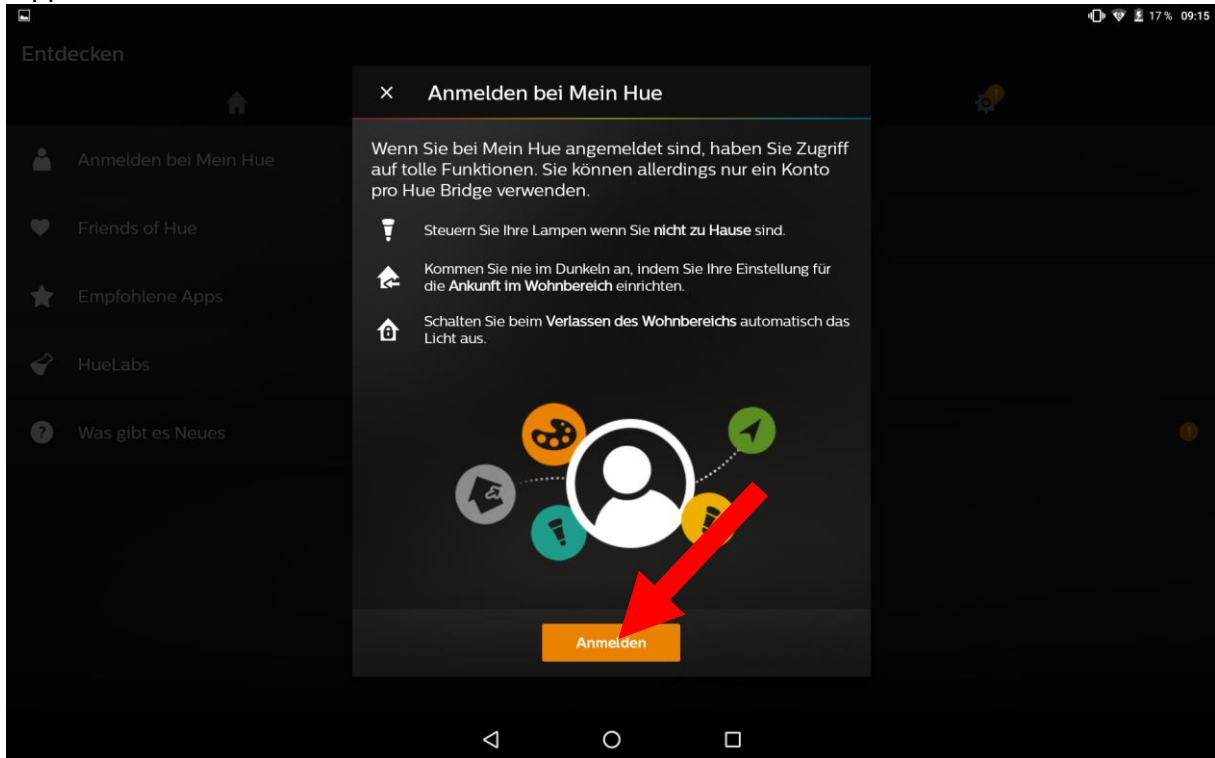 17 % 09:15
Entdecken
Anmelden bei Mein Hue
Friends of Hue
Empfohlene Apps
HueLabs
Was gibt es Neues
× Anmelden bei Mein Hue
Wenn Sie bei Mein Hue angemeldet sind, haben Sie Zugriff
auf tolle Funktionen. Sie können allerdings nur ein Konto
pro Hue Bridge verwenden.
Steuern Sie Ihre Lampen wenn Sie nicht zu Hause sind.
Kommen Sie nie im Dunkeln an, indem Sie Ihre Einstellung für
die Ankunft im Wohnbereich einrichten.
Schalten Sie beim Verlassen des Wohnbereichs automatisch das
Licht aus.
Anmelden